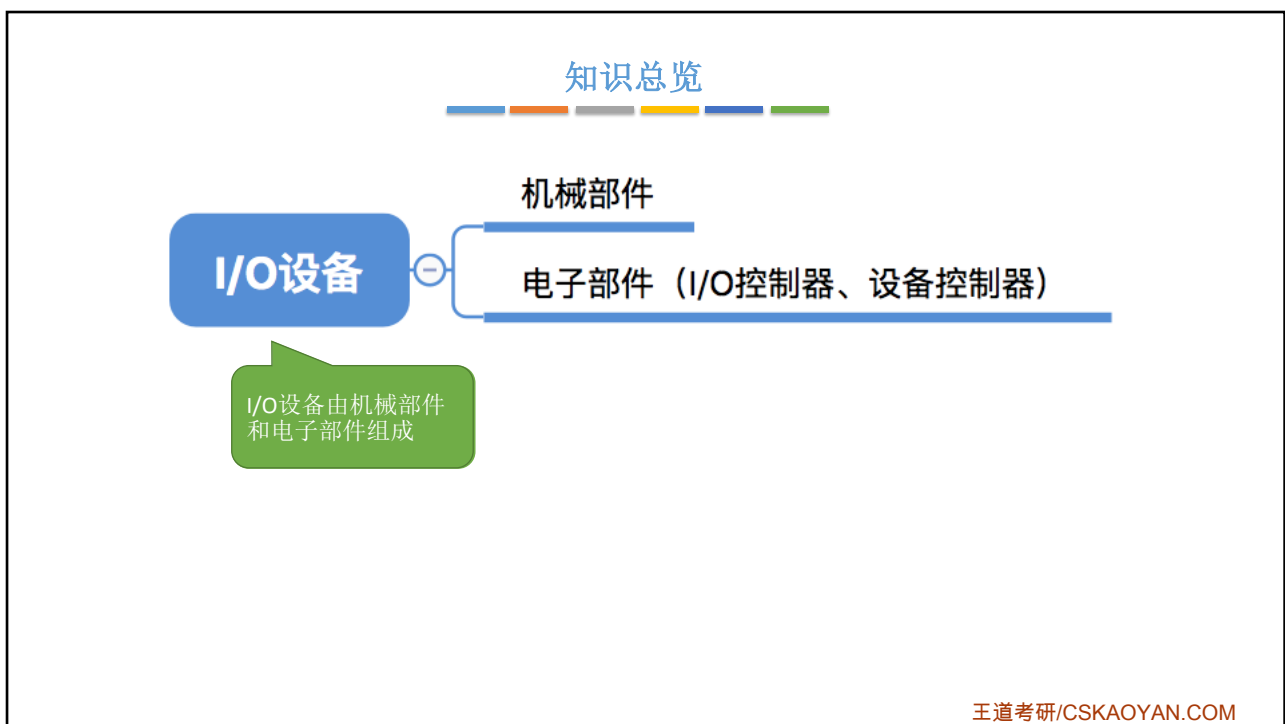 知识总览
机械部件
I/O设备
电子部件（I/O控制器、设备控制器）
I/O设备由机械部件
和电子部件组成
王道考研/CSKAOYAN.COM